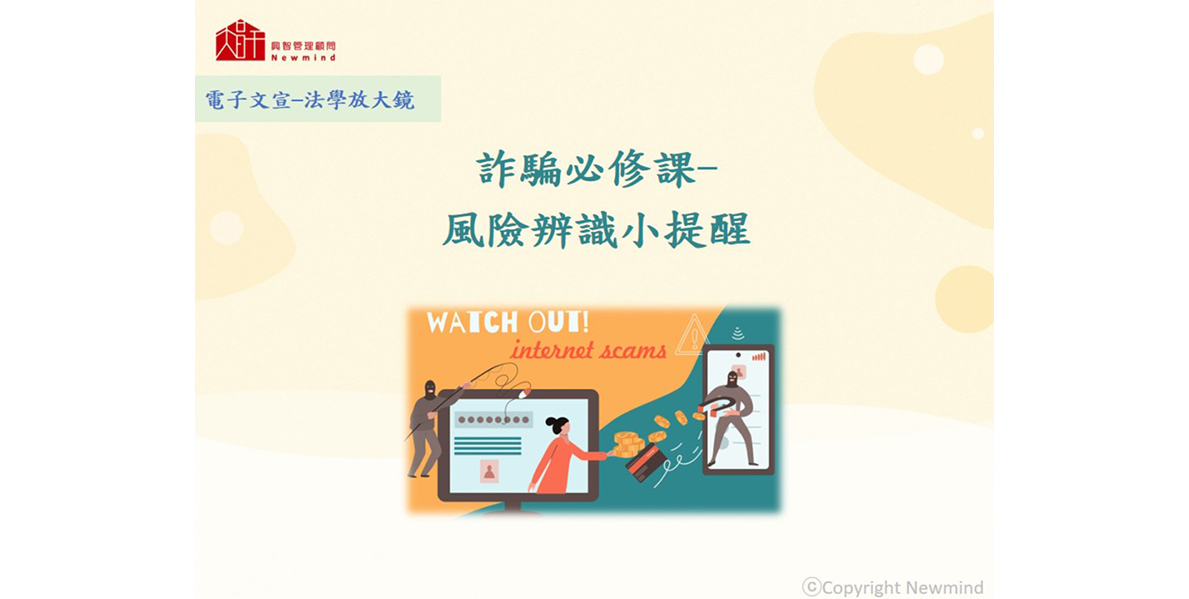 興智管理顧問
Newmind
電子文宣–法學放大鏡
詐騙必修課–
風險辨識小提醒
WATCH OUT!
internet scams
ⓒCopyright Newmind